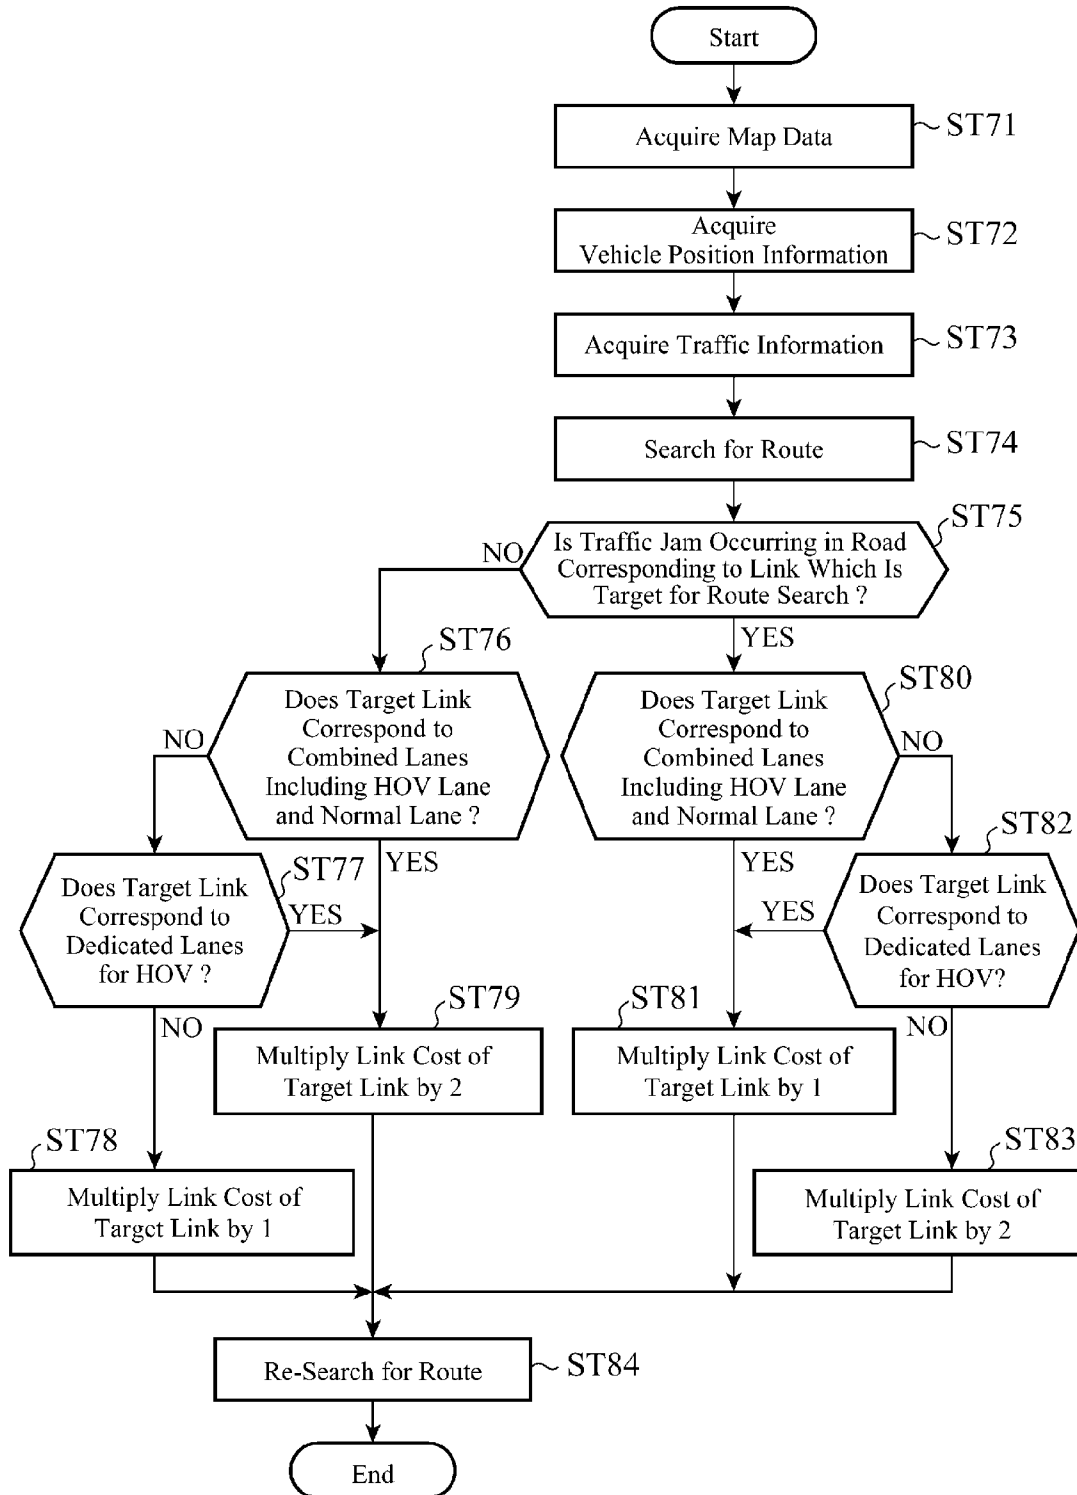 Start
Acquire Map Data
ST71
Acquire
Vehicle Position Information
ST72
Acquire Traffic Information
ST73
Search for Route
ST74
ST75
Is Traffic Jam Occurring in Road
Corresponding to Link Which Is
Target for Route Search ?
NO
YES
ST76
Does Target Link
Correspond to
Combined Lanes
Including HOV Lane
and Normal Lane ?
NO
YES
ST80
Does Target Link
Correspond to
Combined Lanes
Including HOV Lane
and Normal Lane ?
NO
YES
ST77
Does Target Link
Correspond to
Dedicated Lanes
for HOV ?
YES
NO
ST82
Does Target Link
Correspond to
Dedicated Lanes
for HOV?
YES
NO
ST79
Multiply Link Cost of
Target Link by 2
ST81
Multiply Link Cost of
Target Link by 1
ST78
Multiply Link Cost of
Target Link by 1
ST83
Multiply Link Cost of
Target Link by 2
Re-Search for Route
ST84
End